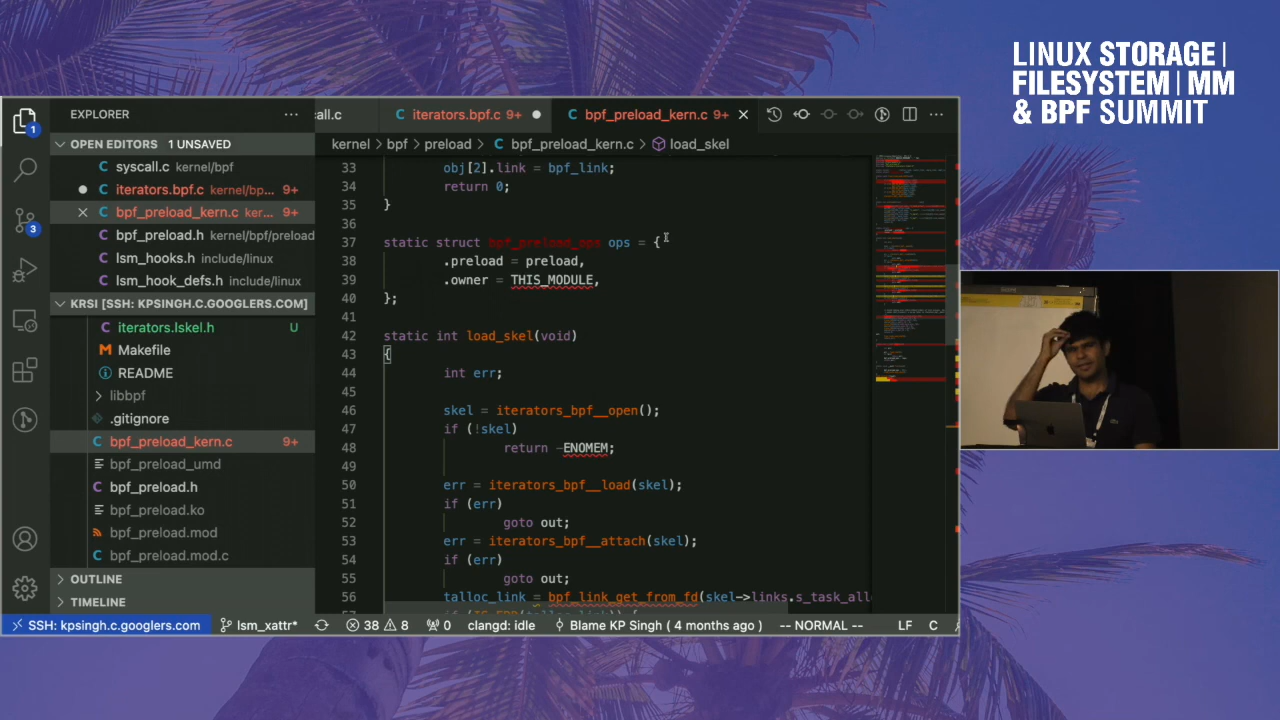 LINUX STORAGE |
FILESYSTEM | MM
& BPF SUMMIT
EXPLORER
OPEN EDITORS 1 UNSAVED
syscall.c kernel/bpf
iterators.bpf.c kernel/bp... 9+
bpf_preload_kern.c ker... 9+
bpf_preload.h kernel/bpf/preload
lsm_hooks.h include/linux
lsm_hook_defs.h include/linux
KRSI [SSH: KPSINGH.C.GOOGLERS.COM]
iterators.lskel.h U
Makefile
README
libbpf
.gitignore
bpf_preload_kern.c 9+
bpf_preload_umd
bpf_preload.h
bpf_preload.ko
bpf_preload.mod
bpf_preload.mod.c
OUTLINE
TIMELINE
all.c iterators.bpf.c 9+ bpf_preload_kern.c 9+
kernel > bpf > preload > bpf_preload_kern.c > load_skel
33 obj[2].link = bpf_link;
34 return 0;
35 }
36
37 static struct bpf_preload_ops ops = {
38 .preload = preload,
39 .owner = THIS_MODULE,
40 };
41
42 static int load_skel(void)
43 {
44 int err;
45
46 skel = iterators_bpf__open();
47 if (!skel)
48 return -ENOMEM;
49
50 err = iterators_bpf__load(skel);
51 if (err)
52 goto out;
53 err = iterators_bpf__attach(skel);
54 if (err)
55 goto out;
56 talloc_link = bpf_link_get_from_fd(skel->links.s_task_all
1
3
SSH: kpsingh.c.googlers.com lsm_xattr* 38 8 0 clangd: idle Blame KP Singh ( 4 months ago ) -- NORMAL -- LF C